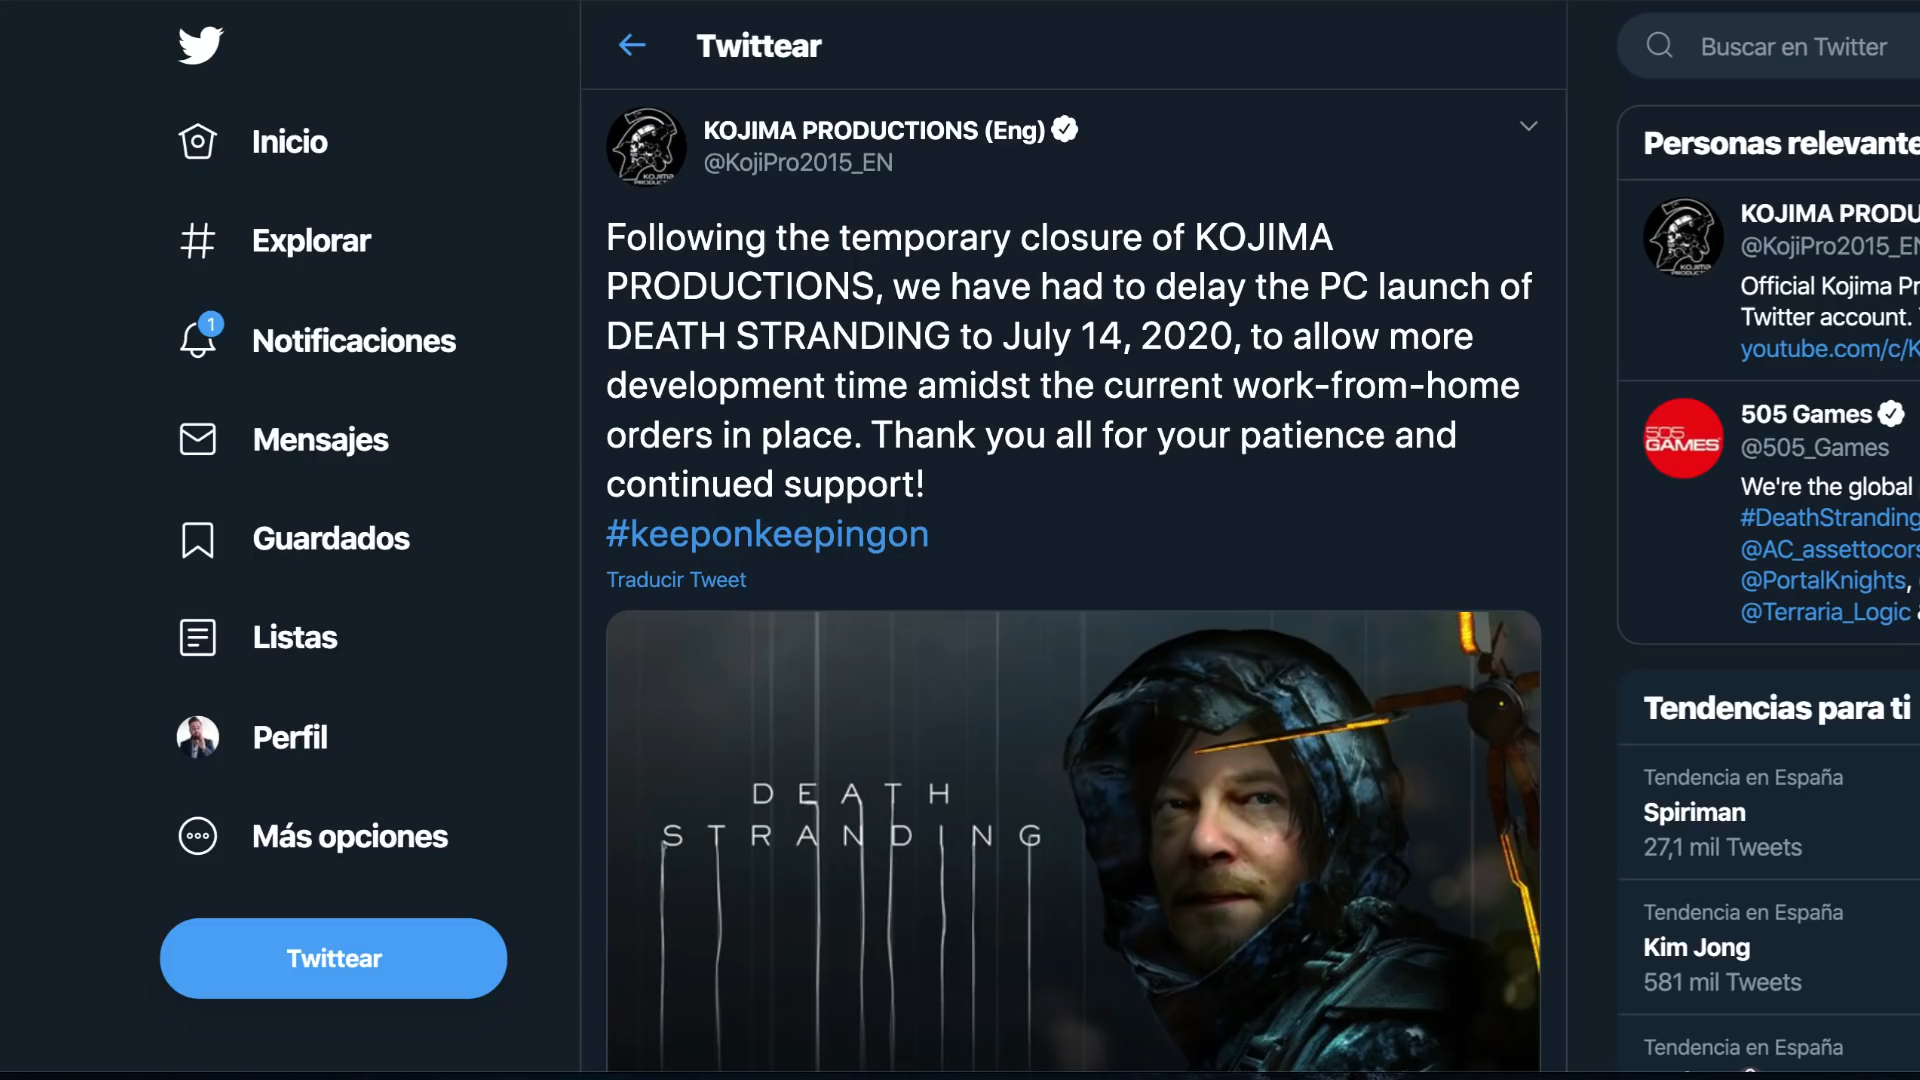 Inicio
Explorar
1
Notificaciones
Mensajes
Guardados
Listas
Perfil
Más opciones
Twittear
Twittear
KOJIMA PRODUCTIONS (Eng)
@KojiPro2015_EN
Following the temporary closure of KOJIMA
PRODUCTIONS, we have had to delay the PC launch of
DEATH STRANDING to July 14, 2020, to allow more
development time amidst the current work-from-home
orders in place. Thank you all for your patience and
continued support!
#keeponkeepingon
Traducir Tweet
DEATH
STRANDING
Buscar en Twitter
Personas relevante
KOJIMA PRODU
@KojiPro2015_EN
Official Kojima Pr
Twitter account.
youtube.com/c/K
505 GAMES
505 Games
@505_Games
We're the global
#DeathStranding
@AC_assettocors
@PortalKnights,
@Terraria_Logic
Tendencias para ti
Tendencia en España
Spiriman
27,1 mil Tweets
Tendencia en España
Kim Jong
581 mil Tweets
Tendencia en España